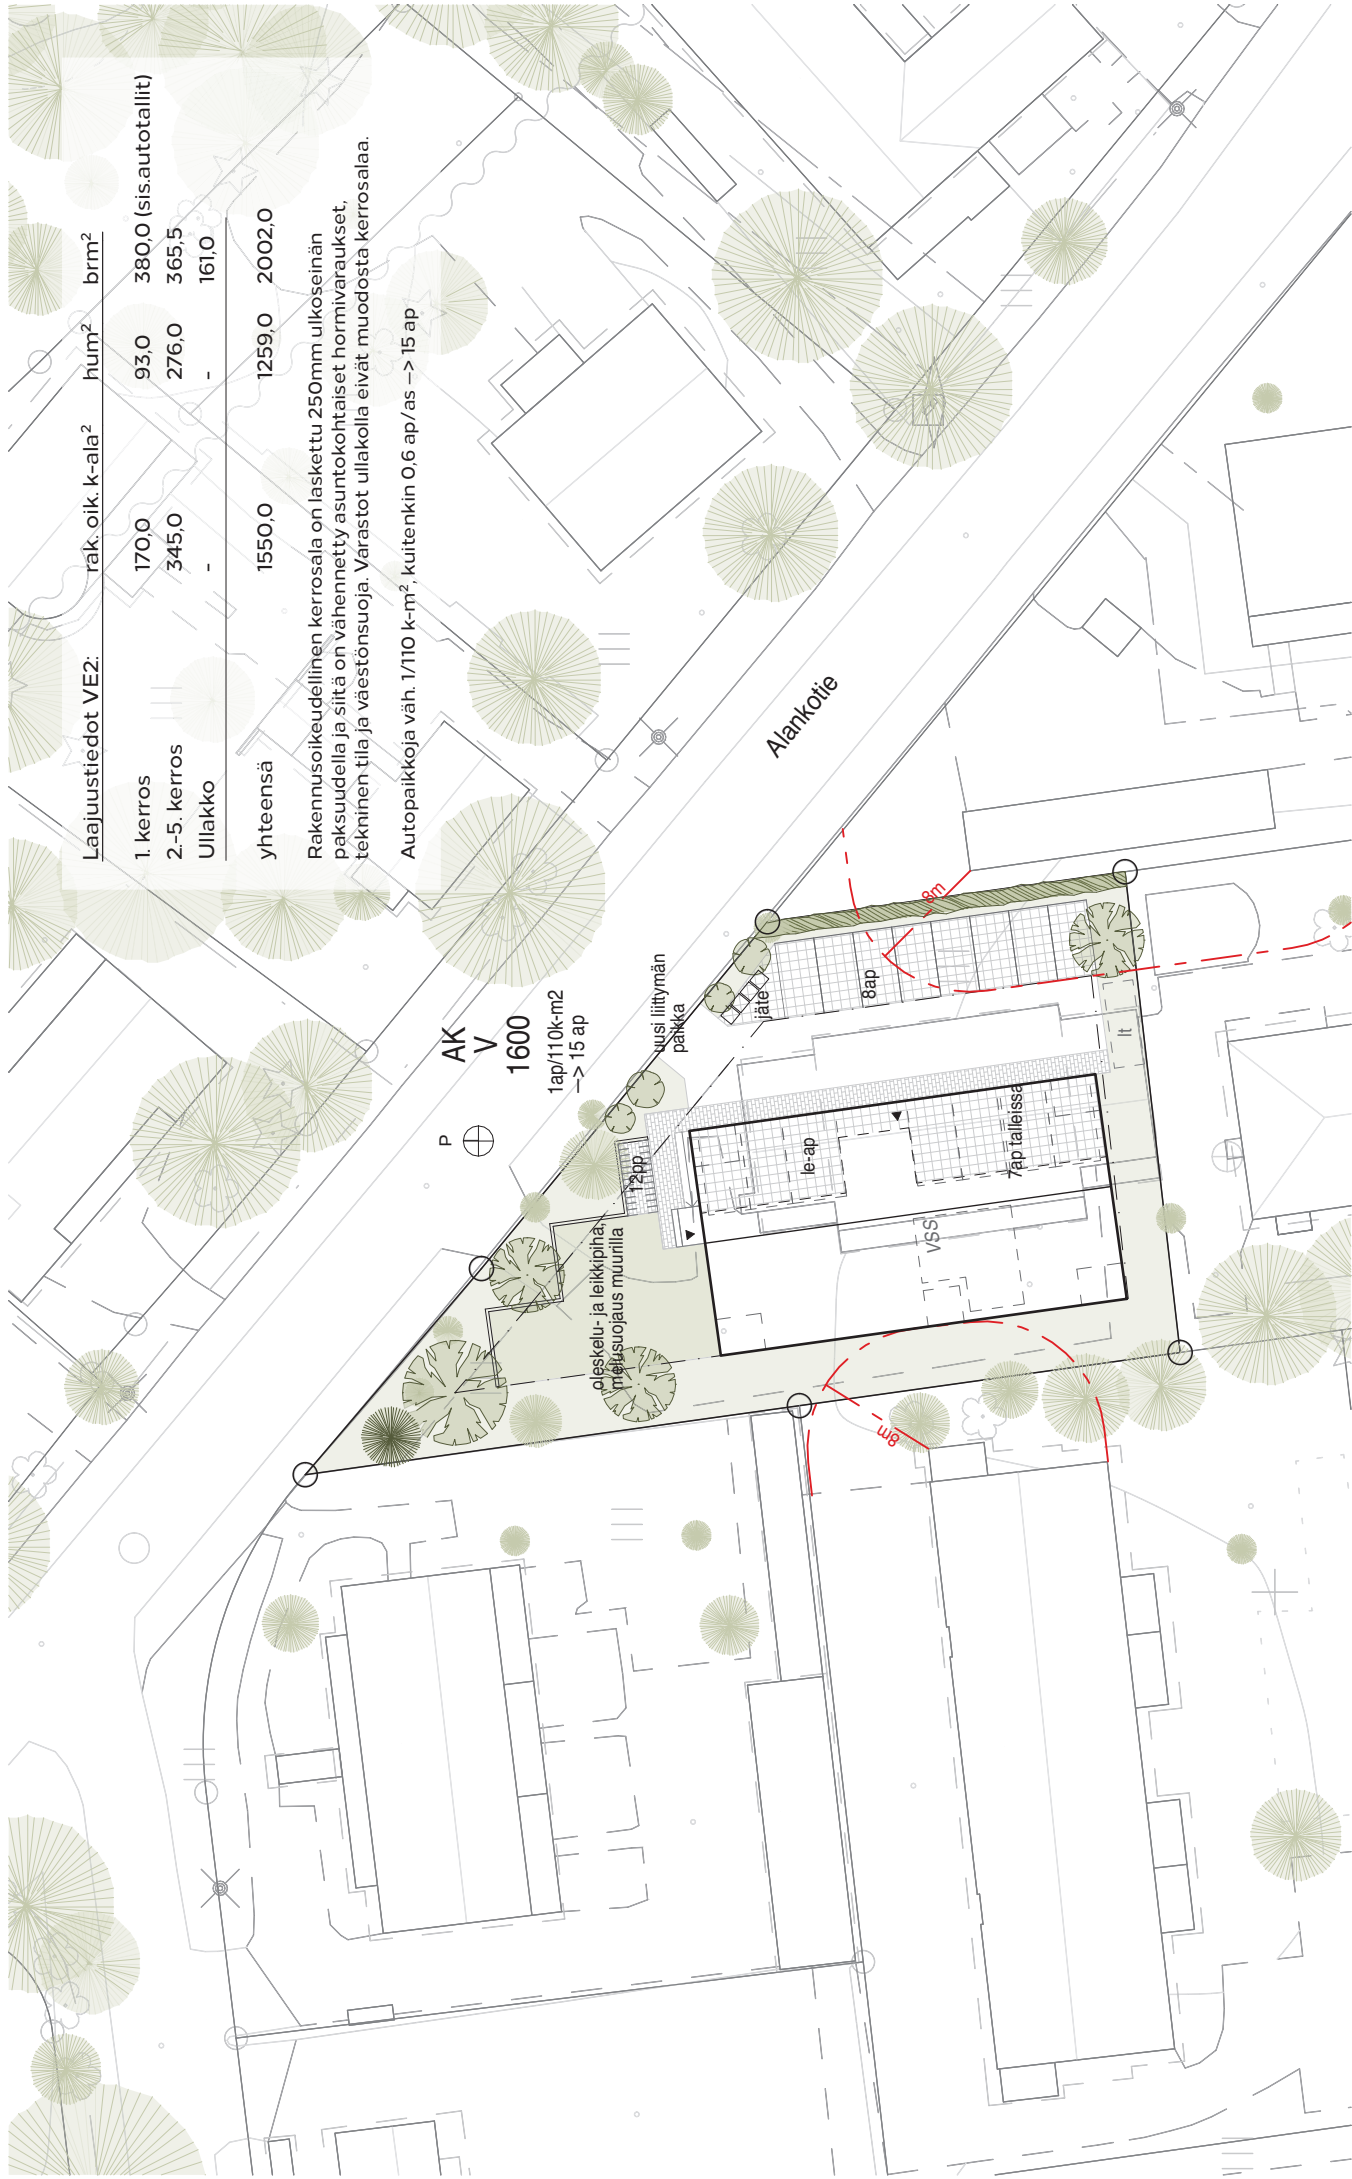 Laajuustiedot VE2: rak. oik. k-ala² hum² brm²
1. kerros 170,0 93,0 380,0 (sis.autotallit)
2.-5. kerros 345,0 276,0 365,5
Ullakko – – 161,0
yhteensä 1550,0 1259,0 2002,0
Rakennusoikeudellinen kerrosala on laskettu 250mm ulkoseinän
paksuudella ja siitä on vähennetty asuntokohtaiset hormivaraukset,
tekninen tila ja väestönsuoja. Varastot ullakolla eivät muodosta kerrosalaa.
Autopaikkoja väh. 1/110 k-m², kuitenkin 0,6 ap/as —> 15 ap
P
AK
V
1600
1ap/110k-m2
—> 15 ap
Alankotie
uusi liittymän
paikka
jäte
8ap
8m
12pp
oleskelu- ja leikkipiha,
melusuojaus muurilla
le-ap
7ap talleissa
VSS
lt
8m